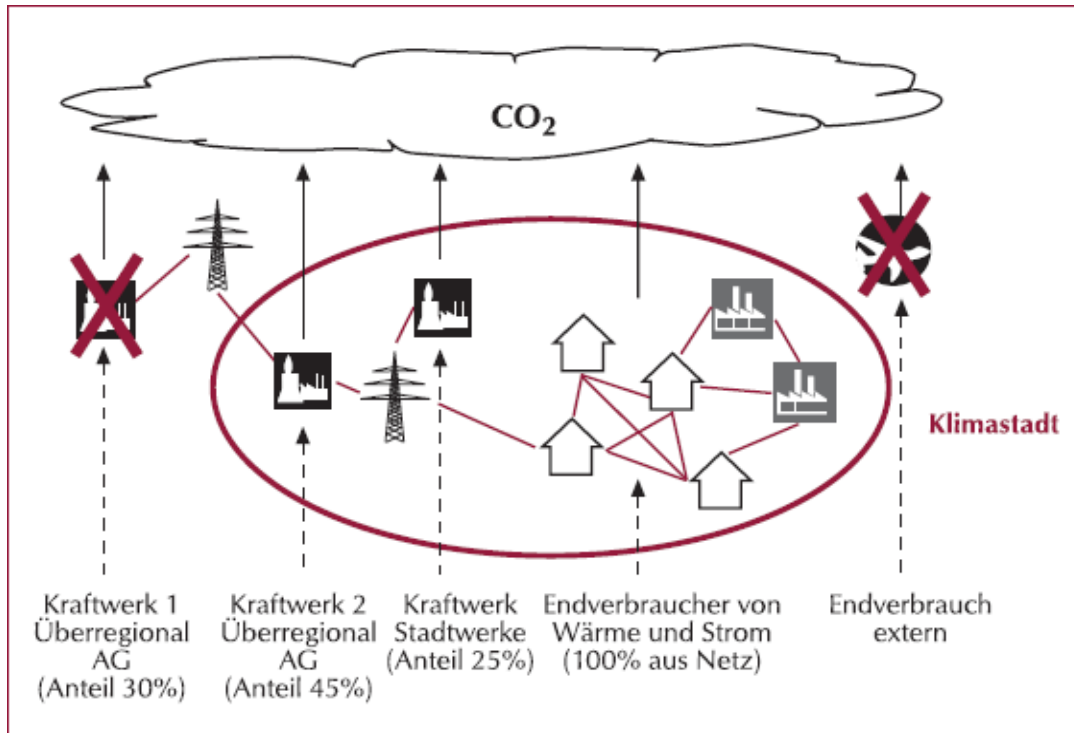 CO₂
Klimastadt
Kraftwerk 1
Überregional
AG
(Anteil 30%)
Kraftwerk 2
Überregional
AG
(Anteil 45%)
Kraftwerk
Stadtwerke
(Anteil 25%)
Endverbraucher von
Wärme und Strom
(100% aus Netz)
Endverbrauch
extern